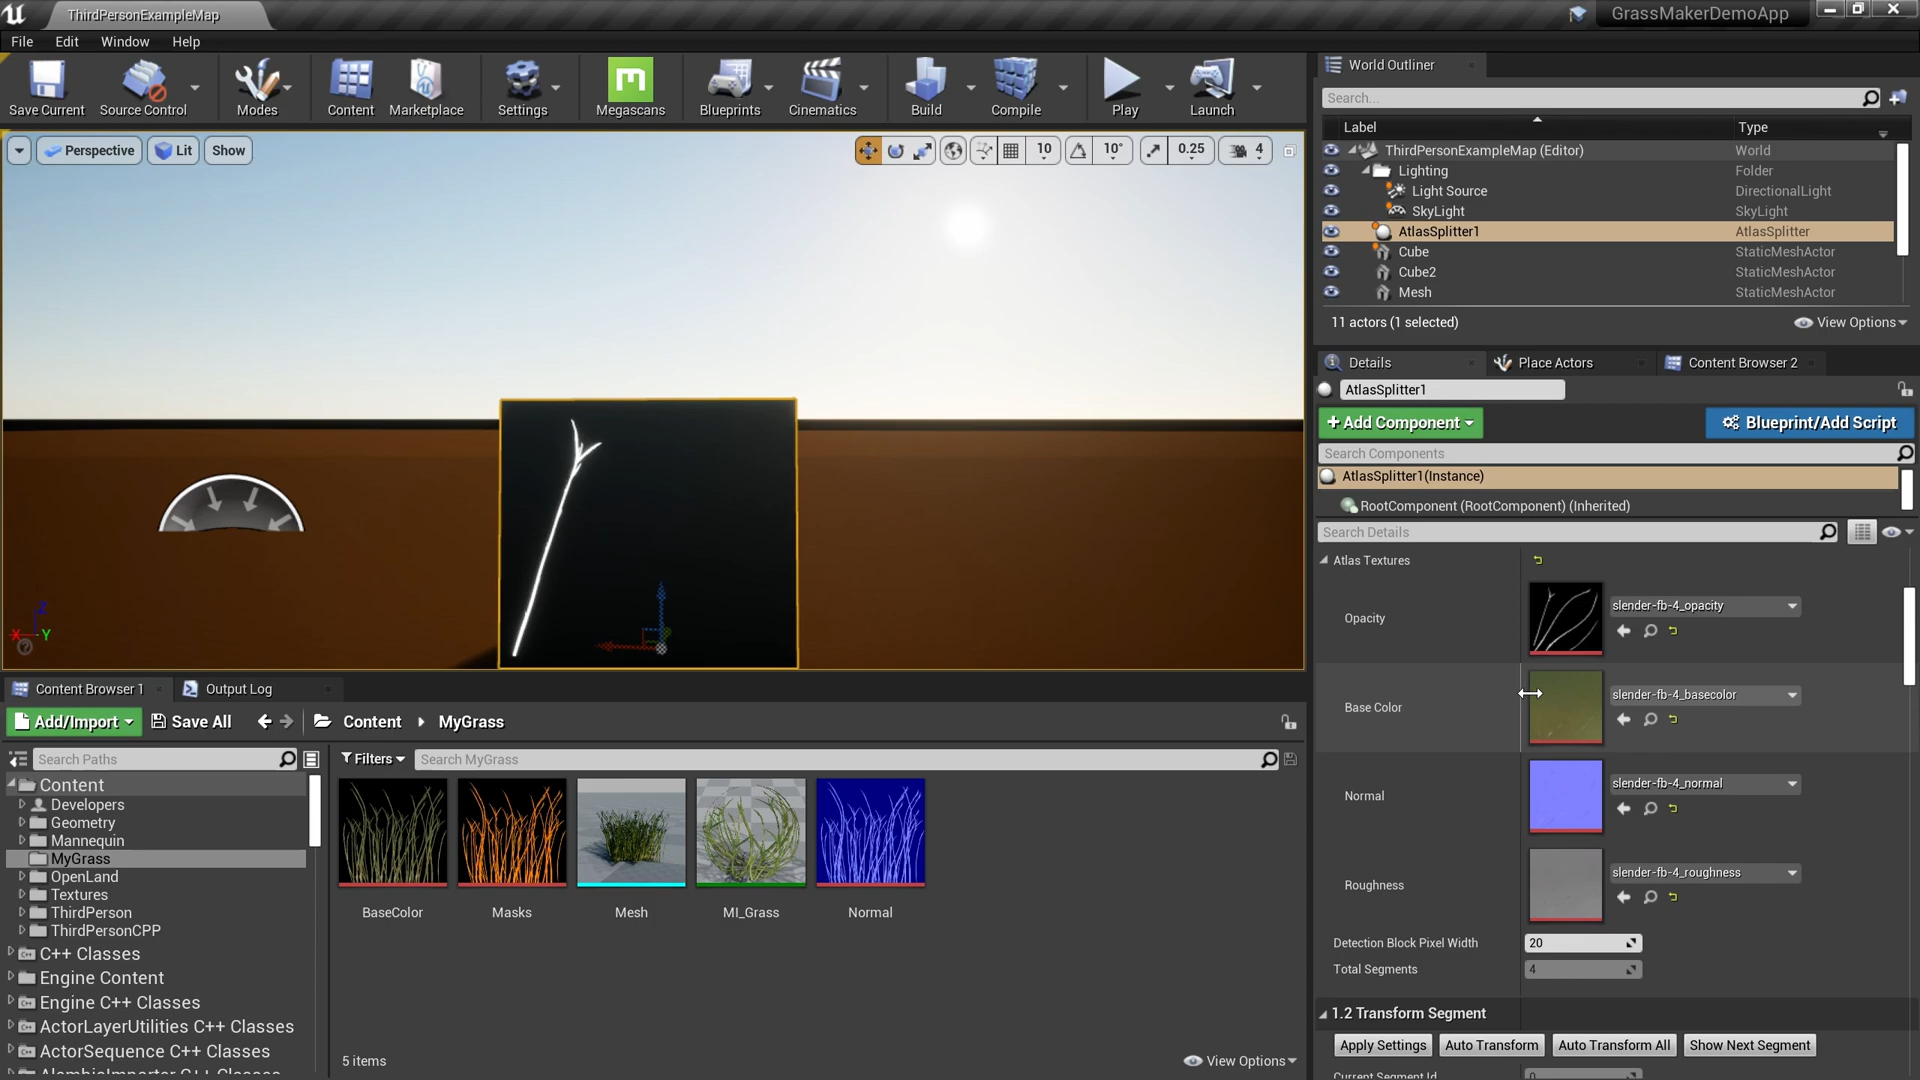 ThirdPersonExampleMap
GrassMakerDemoApp
File Edit Window Help
Save Current
Source Control
Modes
Content
Marketplace
Settings
Megascans
Blueprints
Cinematics
Build
Compile
Play
Launch
Perspective
Lit
Show
10
10°
0.25
4
X Z Y
World Outliner
Search...
Label Type
ThirdPersonExampleMap (Editor) World
Lighting Folder
Light Source DirectionalLight
SkyLight SkyLight
AtlasSplitter1 AtlasSplitter
Cube StaticMeshActor
Cube2 StaticMeshActor
Mesh StaticMeshActor
11 actors (1 selected)
View Options
Details
Place Actors
Content Browser 2
AtlasSplitter1
+ Add Component
Blueprint/Add Script
Search Components
AtlasSplitter1(Instance)
RootComponent (RootComponent) (Inherited)
Search Details
Atlas Textures
Opacity slender-fb-4_opacity
Base Color slender-fb-4_basecolor
Normal slender-fb-4_normal
Roughness slender-fb-4_roughness
Detection Block Pixel Width 20
Total Segments 4
1.2 Transform Segment
Apply Settings
Auto Transform
Auto Transform All
Show Next Segment
Current Segment Id 0
Content Browser 1
Output Log
Add/Import
Save All
Content
MyGrass
Search Paths
Filters
Search MyGrass
Content
Developers
Geometry
Mannequin
MyGrass
OpenLand
Textures
ThirdPerson
ThirdPersonCPP
C++ Classes
Engine Content
Engine C++ Classes
ActorLayerUtilities C++ Classes
ActorSequence C++ Classes
AlembicImporter C++ Classes
BaseColor
Masks
Mesh
MI_Grass
Normal
5 items
View Options